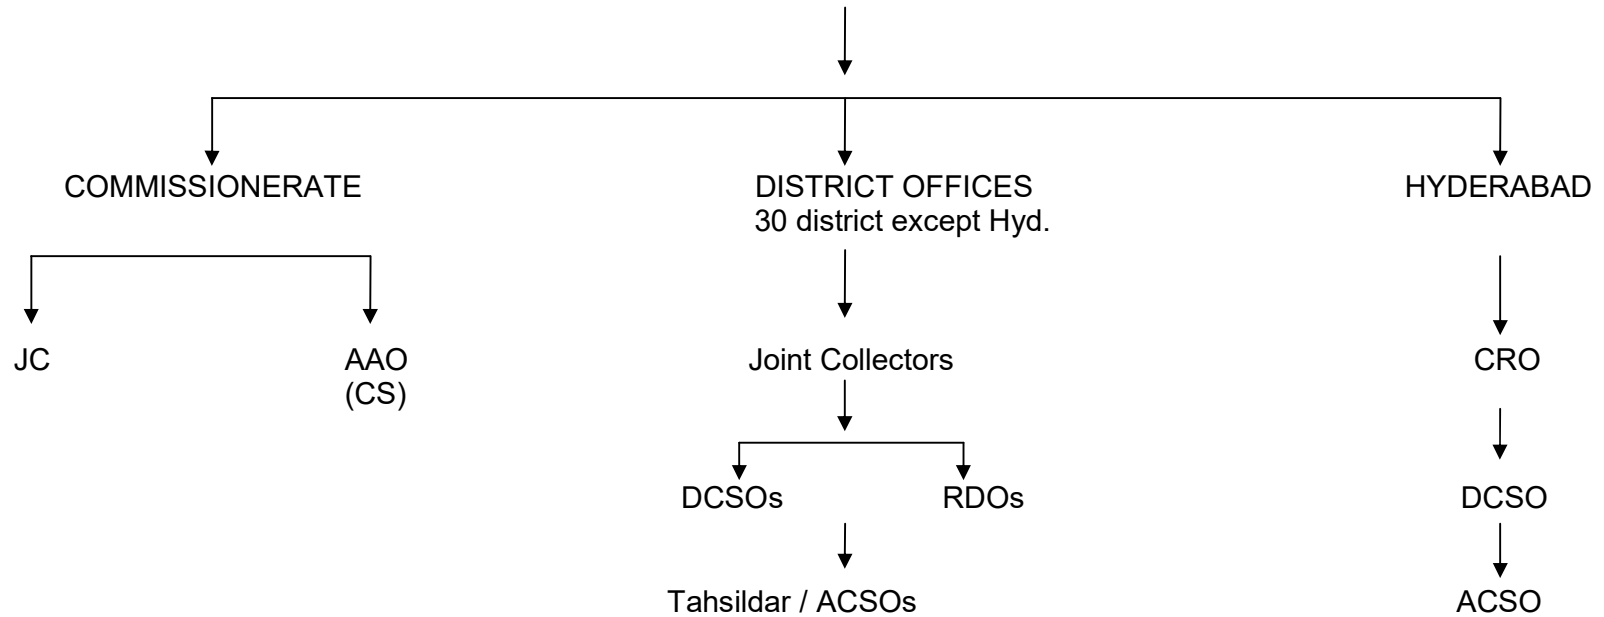 COMMISSIONERATE
DISTRICT OFFICES
30 district except Hyd.
HYDERABAD
JC
AAO
(CS)
Joint Collectors
CRO
DCSOs
RDOs
DCSO
Tahsildar / ACSOs
ACSO